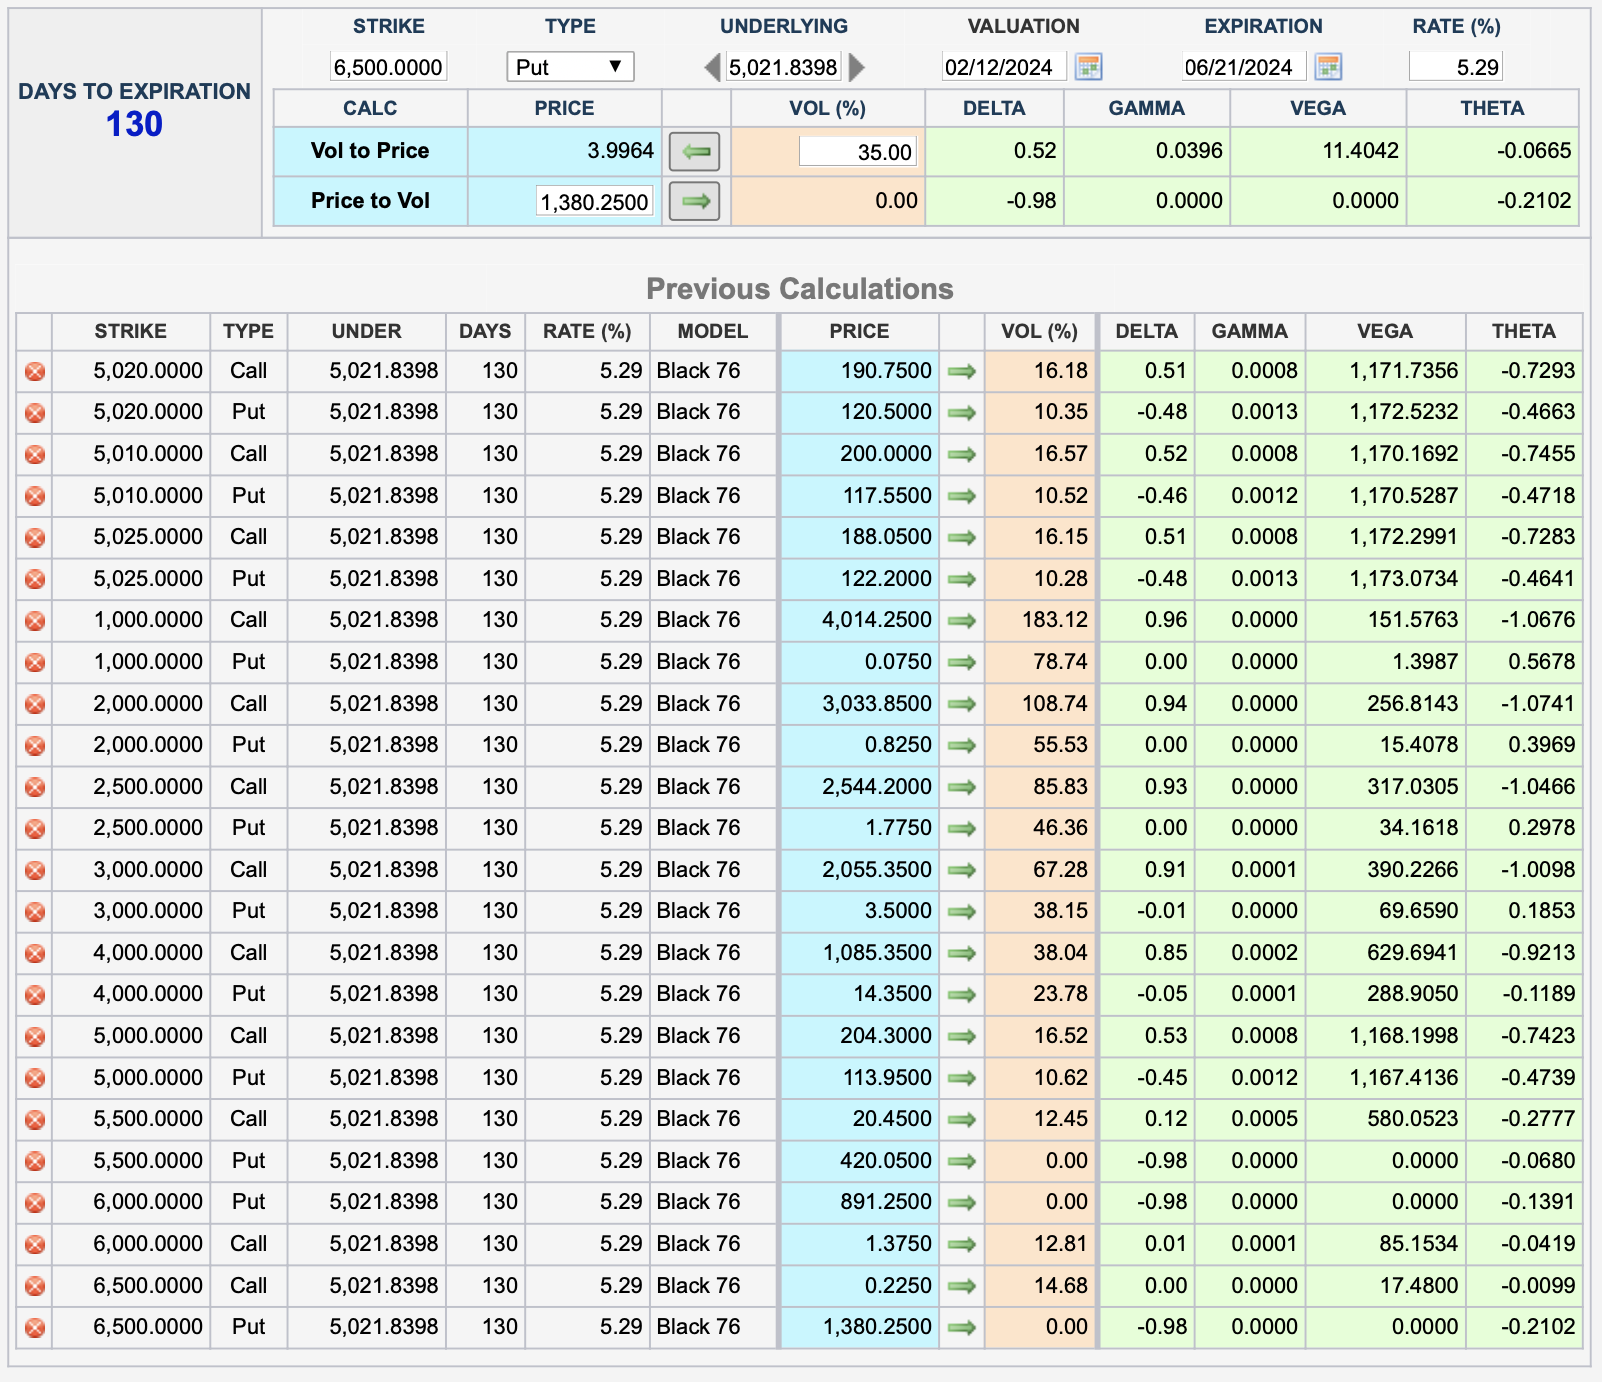 STRIKE TYPE UNDERLYING VALUATION EXPIRATION RATE (%)
6,500.0000 Put ▼ 5,021.8398 02/12/2024 06/21/2024 5.29
DAYS TO EXPIRATION
130
CALC PRICE VOL (%) DELTA GAMMA VEGA THETA
Vol to Price 3.9964 35.00 0.52 0.0396 11.4042 -0.0665
Price to Vol 1,380.2500 0.00 -0.98 0.0000 0.0000 -0.2102
Previous Calculations
STRIKE TYPE UNDER DAYS RATE (%) MODEL PRICE VOL (%) DELTA GAMMA VEGA THETA
5,020.0000 Call 5,021.8398 130 5.29 Black 76 190.7500 16.18 0.51 0.0008 1,171.7356 -0.7293
5,020.0000 Put 5,021.8398 130 5.29 Black 76 120.5000 10.35 -0.48 0.0013 1,172.5232 -0.4663
5,010.0000 Call 5,021.8398 130 5.29 Black 76 200.0000 16.57 0.52 0.0008 1,170.1692 -0.7455
5,010.0000 Put 5,021.8398 130 5.29 Black 76 117.5500 10.52 -0.46 0.0012 1,170.5287 -0.4718
5,025.0000 Call 5,021.8398 130 5.29 Black 76 188.0500 16.15 0.51 0.0008 1,172.2991 -0.7283
5,025.0000 Put 5,021.8398 130 5.29 Black 76 122.2000 10.28 -0.48 0.0013 1,173.0734 -0.4641
1,000.0000 Call 5,021.8398 130 5.29 Black 76 4,014.2500 183.12 0.96 0.0000 151.5763 -1.0676
1,000.0000 Put 5,021.8398 130 5.29 Black 76 0.0750 78.74 0.00 0.0000 1.3987 0.5678
2,000.0000 Call 5,021.8398 130 5.29 Black 76 3,033.8500 108.74 0.94 0.0000 256.8143 -1.0741
2,000.0000 Put 5,021.8398 130 5.29 Black 76 0.8250 55.53 0.00 0.0000 15.4078 0.3969
2,500.0000 Call 5,021.8398 130 5.29 Black 76 2,544.2000 85.83 0.93 0.0000 317.0305 -1.0466
2,500.0000 Put 5,021.8398 130 5.29 Black 76 1.7750 46.36 0.00 0.0000 34.1618 0.2978
3,000.0000 Call 5,021.8398 130 5.29 Black 76 2,055.3500 67.28 0.91 0.0001 390.2266 -1.0098
3,000.0000 Put 5,021.8398 130 5.29 Black 76 3.5000 38.15 -0.01 0.0000 69.6590 0.1853
4,000.0000 Call 5,021.8398 130 5.29 Black 76 1,085.3500 38.04 0.85 0.0002 629.6941 -0.9213
4,000.0000 Put 5,021.8398 130 5.29 Black 76 14.3500 23.78 -0.05 0.0001 288.9050 -0.1189
5,000.0000 Call 5,021.8398 130 5.29 Black 76 204.3000 16.52 0.53 0.0008 1,168.1998 -0.7423
5,000.0000 Put 5,021.8398 130 5.29 Black 76 113.9500 10.62 -0.45 0.0012 1,167.4136 -0.4739
5,500.0000 Call 5,021.8398 130 5.29 Black 76 20.4500 12.45 0.12 0.0005 580.0523 -0.2777
5,500.0000 Put 5,021.8398 130 5.29 Black 76 420.0500 0.00 -0.98 0.0000 0.0000 -0.0680
6,000.0000 Put 5,021.8398 130 5.29 Black 76 891.2500 0.00 -0.98 0.0000 0.0000 -0.1391
6,000.0000 Call 5,021.8398 130 5.29 Black 76 1.3750 12.81 0.01 0.0001 85.1534 -0.0419
6,500.0000 Call 5,021.8398 130 5.29 Black 76 0.2250 14.68 0.00 0.0000 17.4800 -0.0099
6,500.0000 Put 5,021.8398 130 5.29 Black 76 1,380.2500 0.00 -0.98 0.0000 0.0000 -0.2102